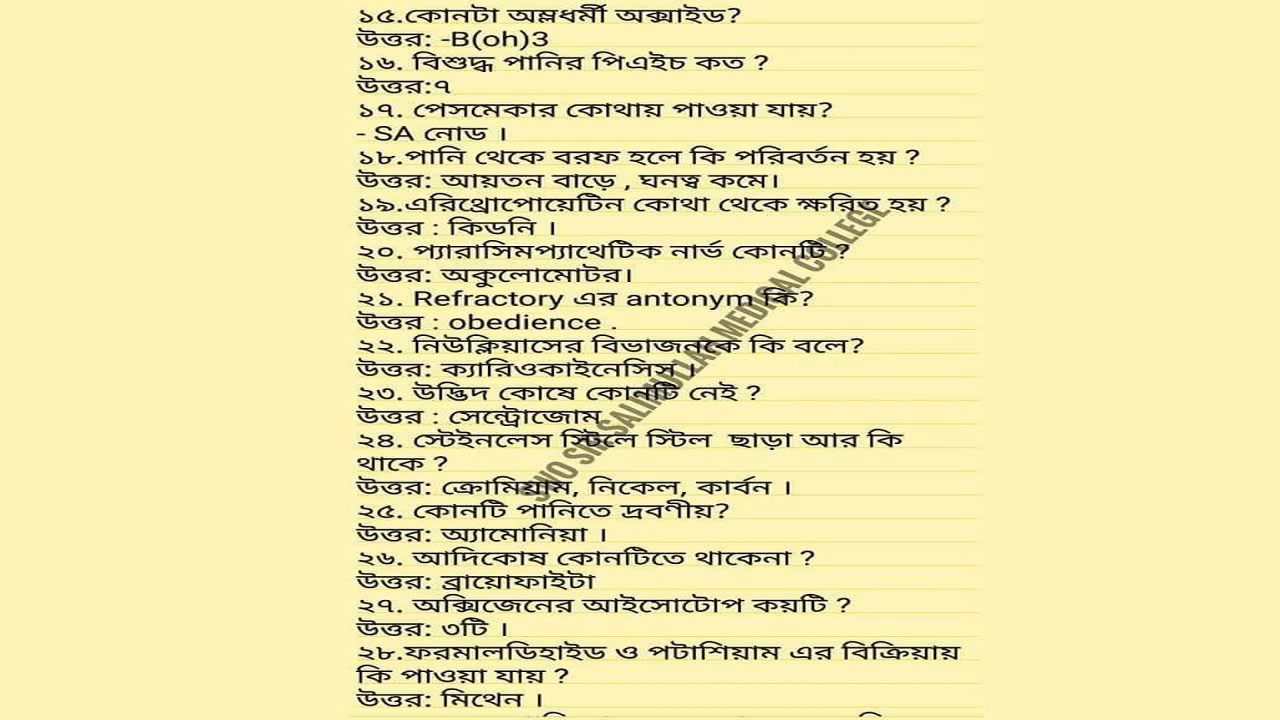 ১৫.কোনটা অম্লধর্মী অক্সাইড?
উত্তর: -B(oh)3
১৬. বিশুদ্ধ পানির পিএইচ কত ?
উত্তর:৭
১৭. পেসমেকার কোথায় পাওয়া যায়?
- SA নোড ।
১৮.পানি থেকে বরফ হলে কি পরিবর্তন হয় ?
উত্তর: আয়তন বাড়ে , ঘনত্ব কমে।
১৯.এরিথ্রোপোয়েটিন কোথা থেকে ক্ষরিত হয় ?
উত্তর : কিডনি ।
২০. প্যারাসিমপ্যাথেটিক নার্ভ কোনটি ?
উত্তর: অকুলোমোটর।
২১. Refractory এর antonym কি?
উত্তর : obedience .
২২. নিউক্লিয়াসের বিভাজনকে কি বলে?
উত্তর: ক্যারিওকাইনেসিস ।
২৩. উদ্ভিদ কোষে কোনটি নেই ?
উত্তর : সেন্ট্রোজোম
২৪. স্টেইনলেস স্টিলে স্টিল ছাড়া আর কি
থাকে ?
উত্তর: ক্রোমিয়াম, নিকেল, কার্বন ।
২৫. কোনটি পানিতে দ্রবণীয়?
উত্তর: অ্যামোনিয়া ।
২৬. আদিকোষ কোনটিতে থাকেনা ?
উত্তর: ব্রায়োফাইটা
২৭. অক্সিজেনের আইসোটোপ কয়টি ?
উত্তর: ৩টি ।
২৮.ফরমালডিহাইড ও পটাশিয়াম এর বিক্রিয়ায়
কি পাওয়া যায় ?
উত্তর: মিথেন ।
SALIMULLAH MEDICAL COLLEGE